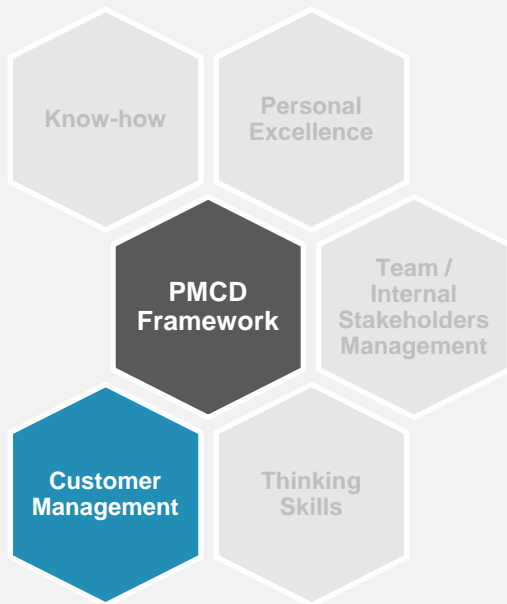 Know-how
Personal
Excellence
PMCD
Framework
Team /
Internal
Stakeholders
Management
Customer
Management
Thinking
Skills